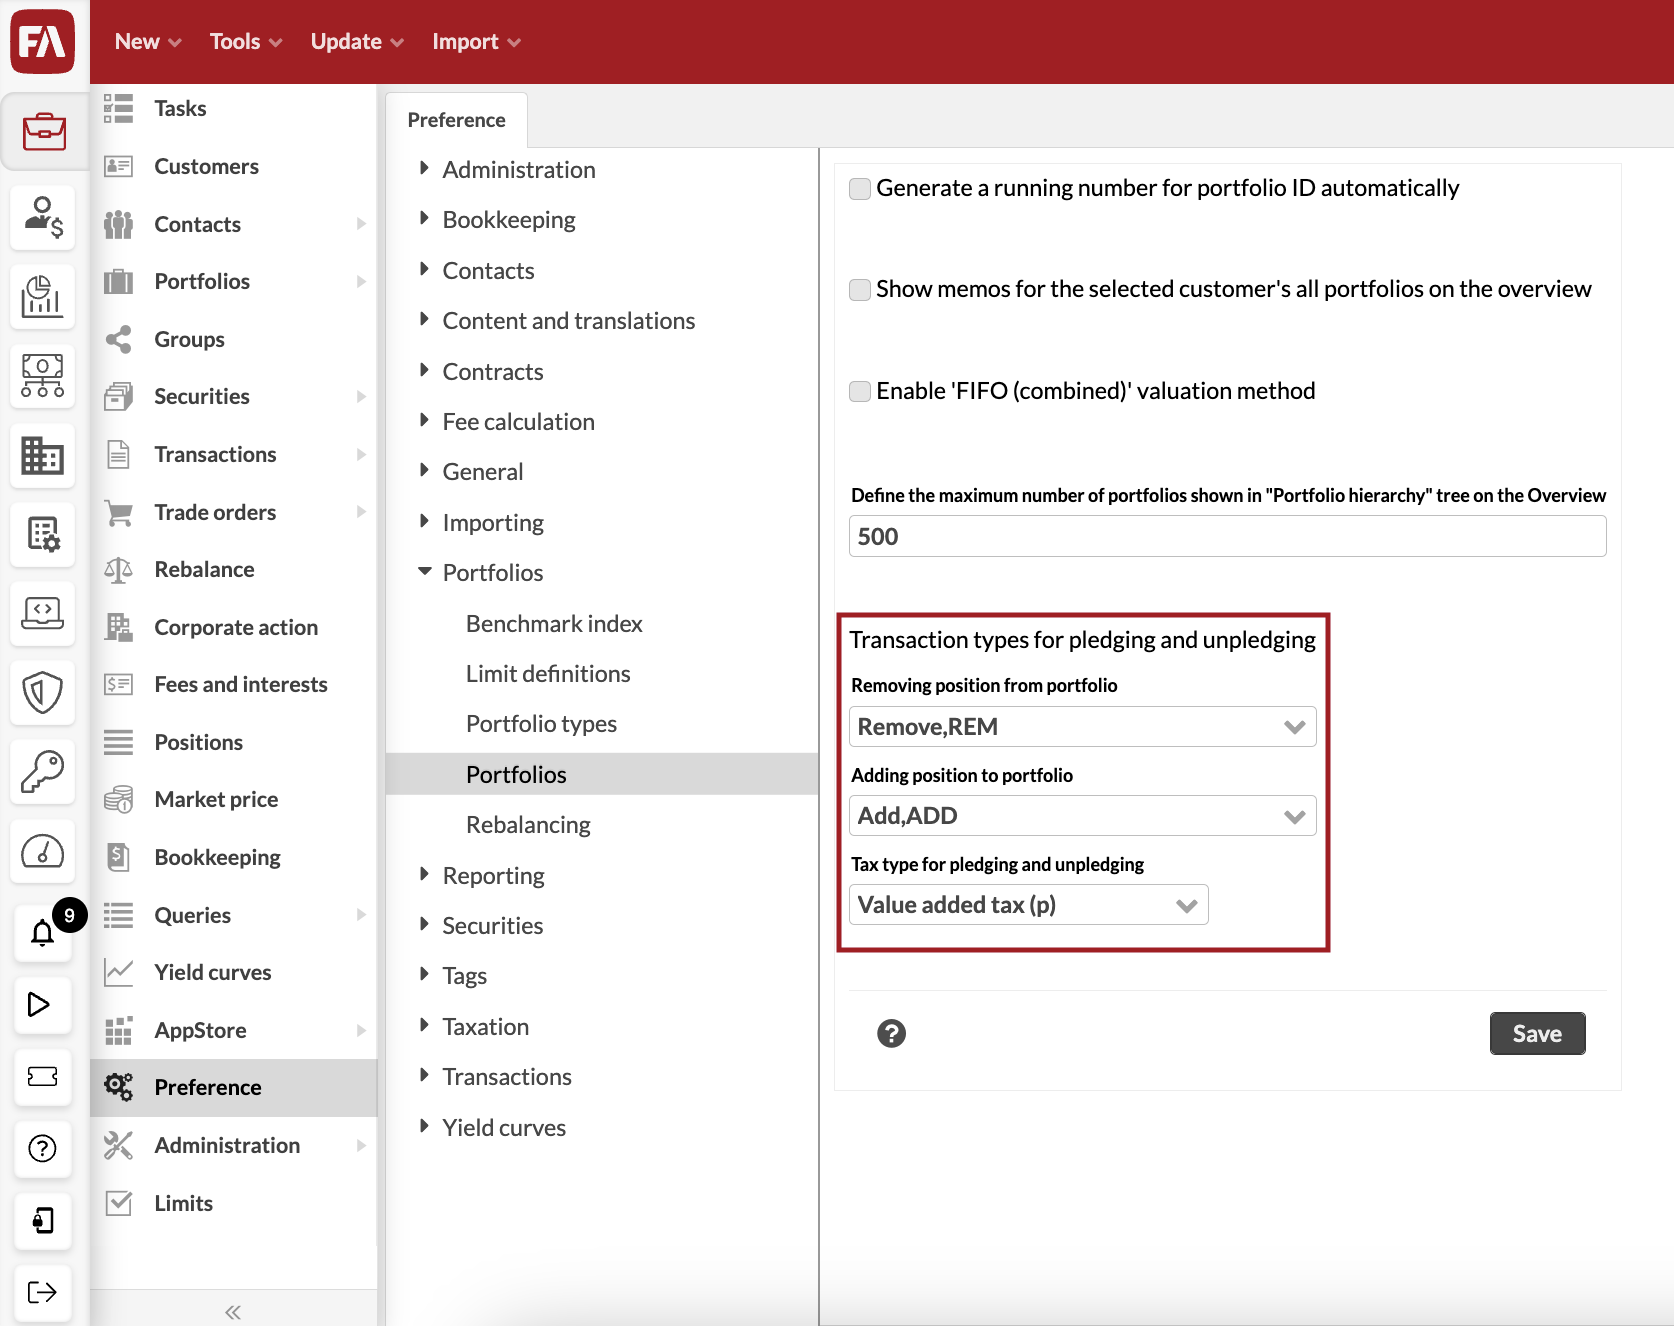 FA
New
Tools
Update
Import
9
Tasks
Customers
Contacts
Portfolios
Groups
Securities
Transactions
Trade orders
Rebalance
Corporate action
Fees and interests
Positions
Market price
Bookkeeping
Queries
Yield curves
AppStore
Preference
Administration
Limits
Preference
Administration
Bookkeeping
Contacts
Content and translations
Contracts
Fee calculation
General
Importing
Portfolios
Benchmark index
Limit definitions
Portfolio types
Portfolios
Rebalancing
Reporting
Securities
Tags
Taxation
Transactions
Yield curves
Generate a running number for portfolio ID automatically
Show memos for the selected customer's all portfolios on the overview
Enable 'FIFO (combined)' valuation method
Define the maximum number of portfolios shown in "Portfolio hierarchy" tree on the Overview
500
Transaction types for pledging and unpledging
Removing position from portfolio
Remove,REM
Adding position to portfolio
Add,ADD
Tax type for pledging and unpledging
Value added tax (p)
Save